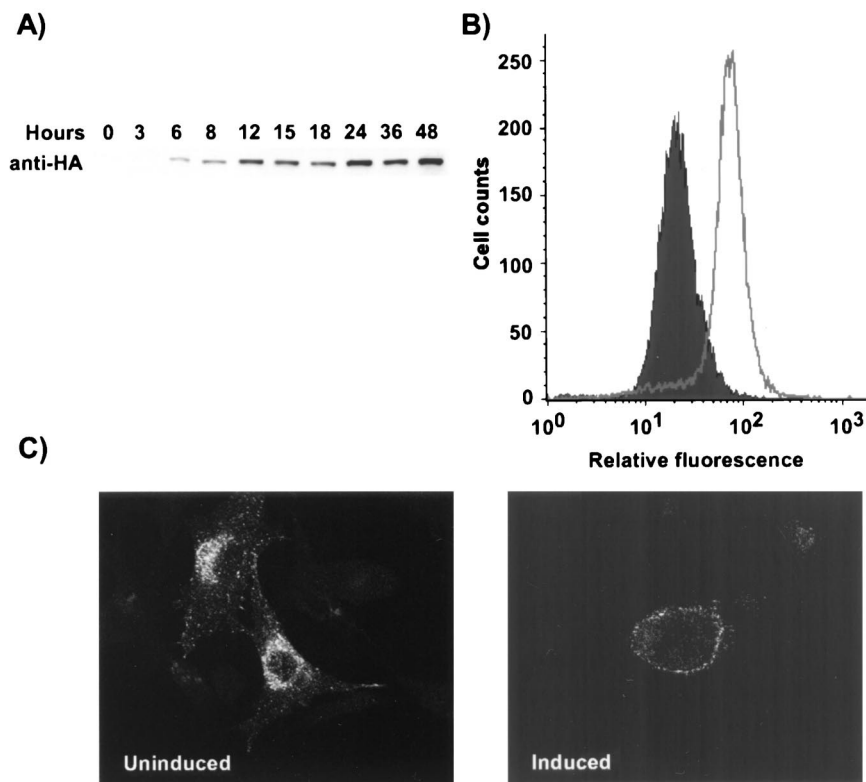 A)
Hours 0 3 6 8 12 15 18 24 36 48
anti-HA
B)
Cell counts
250
200
150
100
50
0
10⁰ 10¹ 10² 10³
Relative fluorescence
C)
Uninduced
Induced